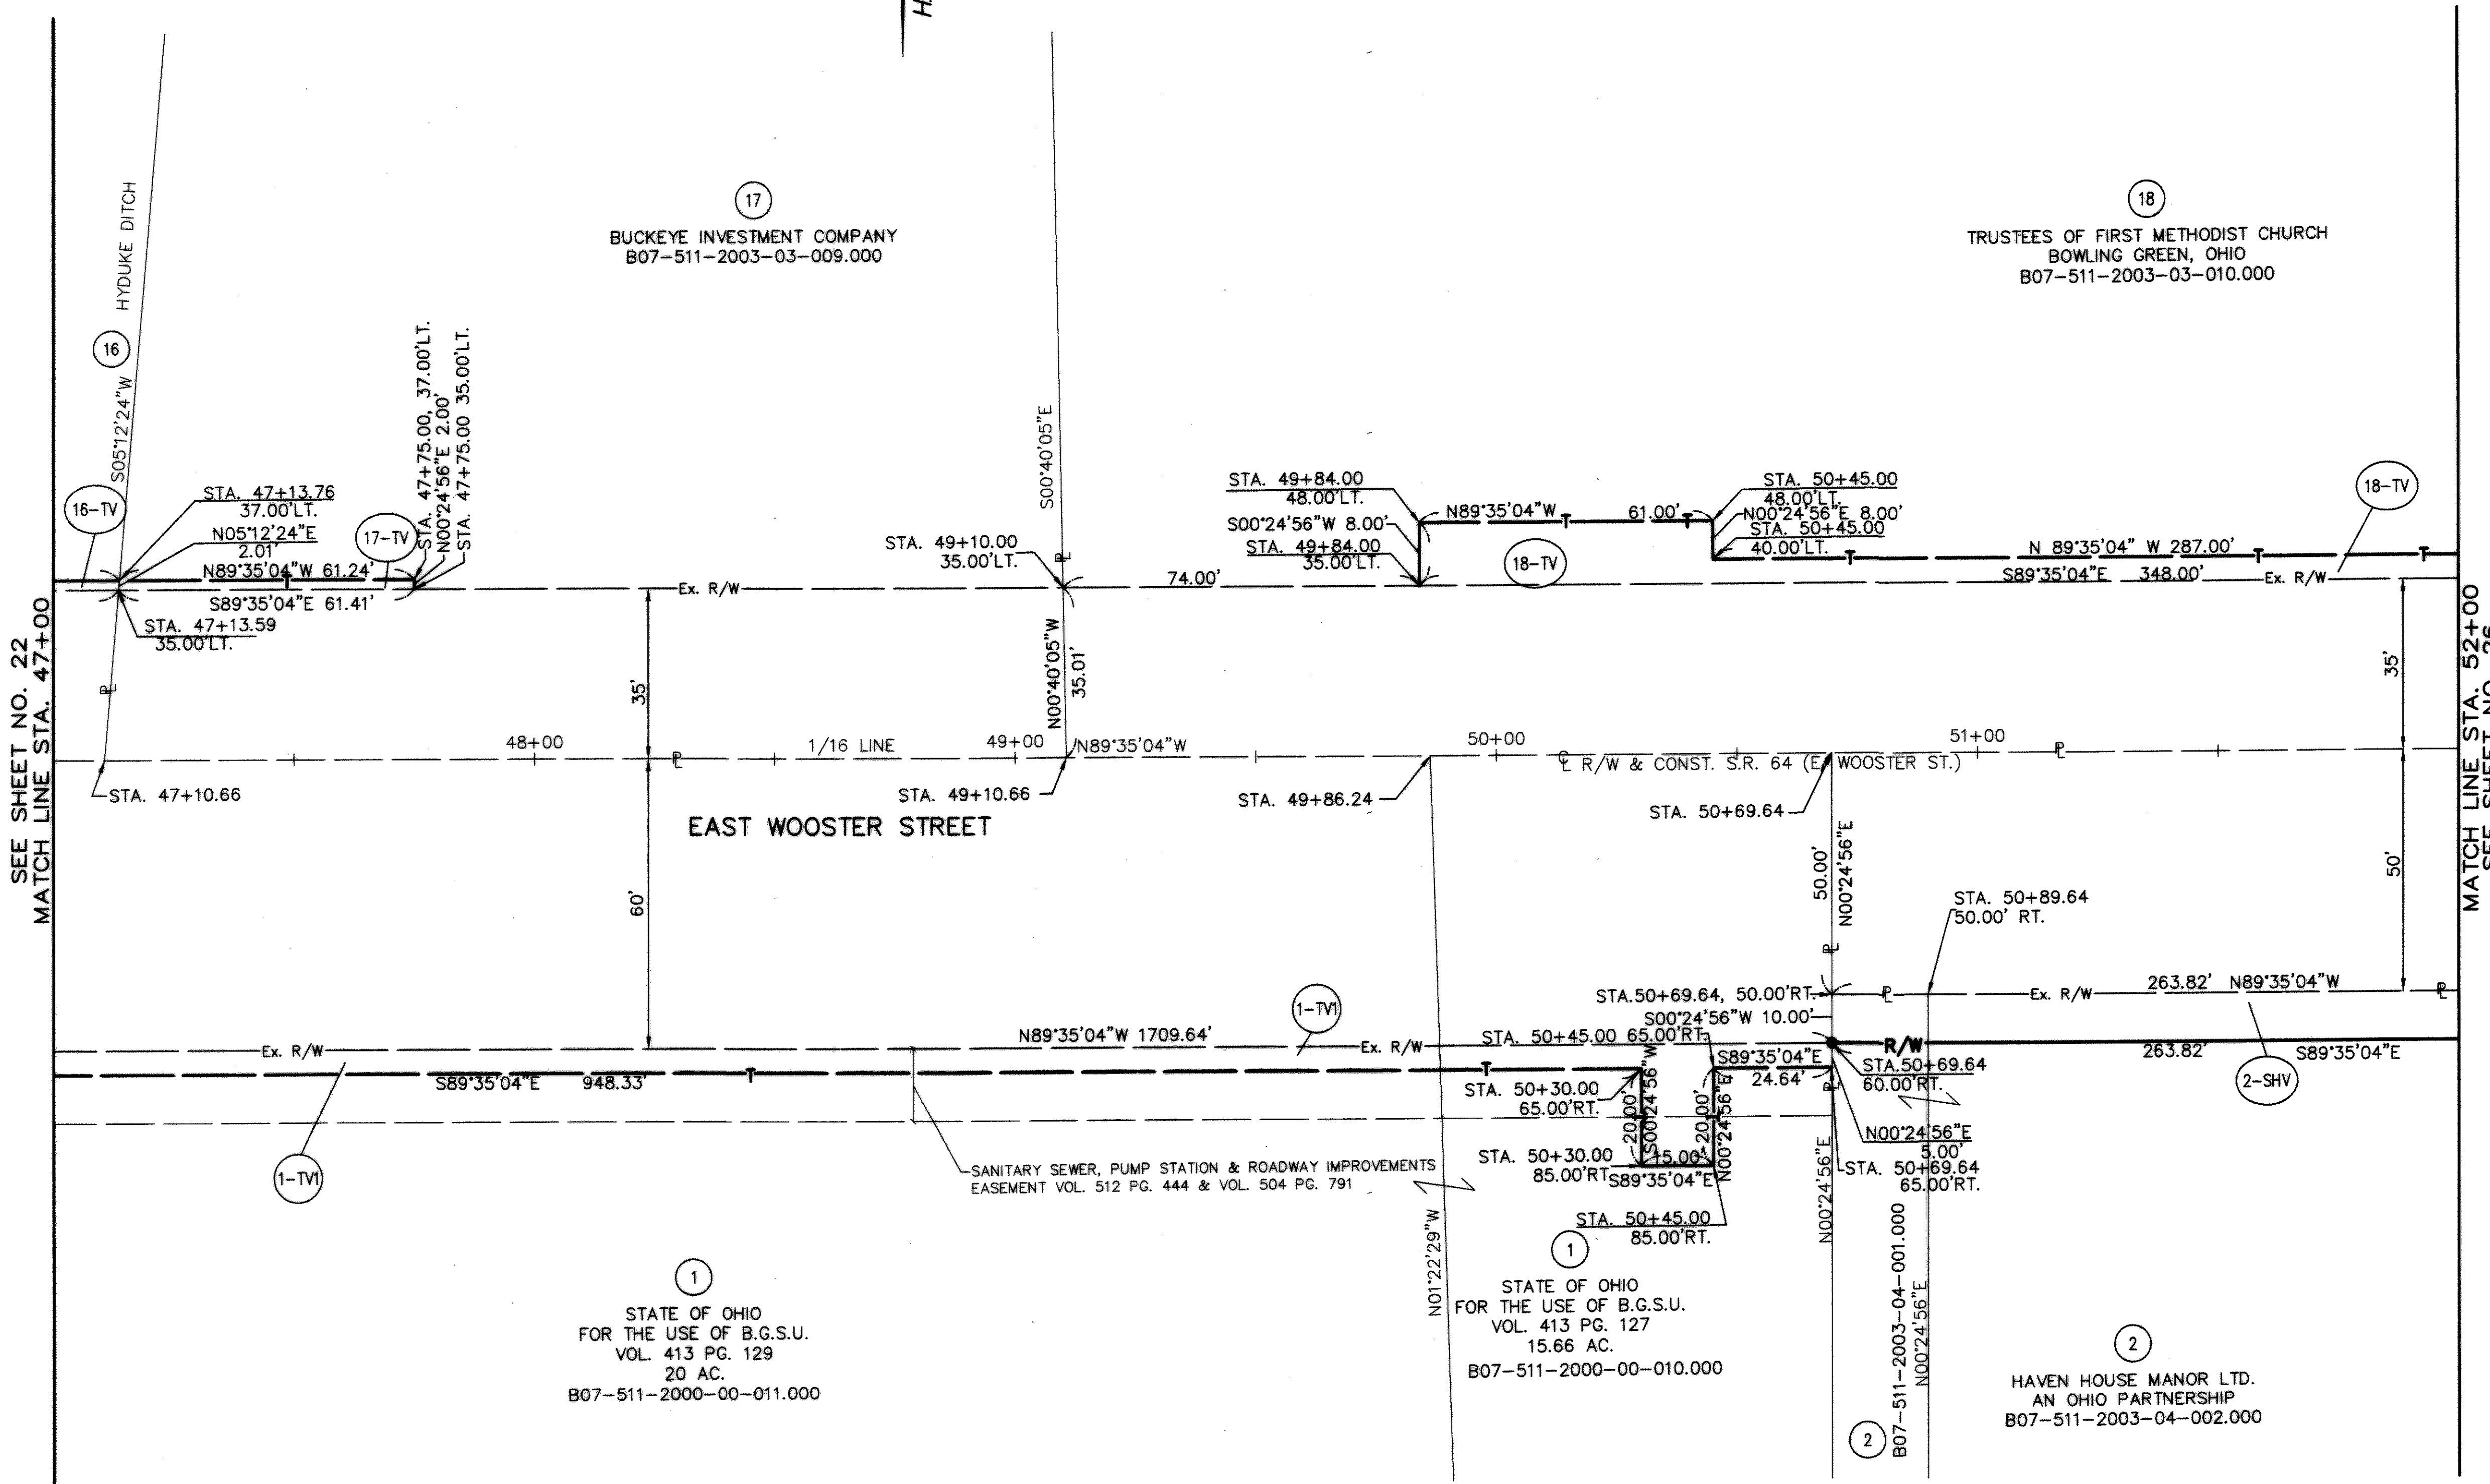 H
17
BUCKEYE INVESTMENT COMPANY
B07-511-2003-03-009.000
18
TRUSTEES OF FIRST METHODIST CHURCH
BOWLING GREEN, OHIO
B07-511-2003-03-010.000
HYDUKE DITCH
S05°12'24"W
16
16-TV
STA. 47+13.76
37.00'LT.
N05°12'24"E
2.01'
17-TV
N89°35'04"W 61.24'
T
S89°35'04"E 61.41'
STA. 47+13.59
35.00'LT.
STA. 47+75.00, 37.00'LT.
N00°24'56"E 2.00'
STA. 47+75.00 35.00'LT.
Ex. R/W
S00°40'05"E
STA. 49+10.00
35.00'LT.
74.00'
STA. 49+84.00
48.00'LT.
S00°24'56"W 8.00'
STA. 49+84.00
35.00'LT.
N89°35'04"W
T
61.00'
T
18-TV
STA. 50+45.00
48.00'LT.
N00°24'56"E 8.00'
STA. 50+45.00
40.00'LT.
T
N 89°35'04" W 287.00'
T
T
18-TV
S89°35'04"E 348.00'
Ex. R/W
SEE SHEET NO. 22
MATCH LINE STA. 47+00
MATCH LINE STA. 52+00
SEE SHEET NO. 26
35'
N00°40'05"W
35.01'
35'
48+00
1/16 LINE
49+00
N89°35'04"W
50+00
51+00
℄ R/W & CONST. S.R. 64 (E. WOOSTER ST.)
STA. 47+10.66
STA. 49+10.66
STA. 49+86.24
STA. 50+69.64
EAST WOOSTER STREET
60'
50.00'
N00°24'56"E
50'
STA. 50+89.64
50.00' RT.
STA.50+69.64, 50.00'RT.
S00°24'56"W 10.00'
Ex. R/W
263.82' N89°35'04"W
1-TV1
N89°35'04"W 1709.64'
Ex. R/W
Ex. R/W
STA. 50+45.00 65.00'RT.
R/W
263.82'
S89°35'04"E
S89°35'04"E 948.33'
T
T
S89°35'04"E
24.64'
STA.50+69.64
60.00'RT.
2-SHV
STA. 50+30.00
65.00'RT.
20.00'
S00°24'56"W
20.00'
N00°24'56"E
15.00'
S89°35'04"E
STA. 50+30.00
85.00'RT.
STA. 50+45.00
85.00'RT.
N00°24'56"E
5.00'
STA. 50+69.64
65.00'RT.
1-TV1
SANITARY SEWER, PUMP STATION & ROADWAY IMPROVEMENTS
EASEMENT VOL. 512 PG. 444 & VOL. 504 PG. 791
N01°22'29"W
N00°24'56"E
B07-511-2003-04-001.000
N00°24'56"E
1
STATE OF OHIO
FOR THE USE OF B.G.S.U.
VOL. 413 PG. 129
20 AC.
B07-511-2000-00-011.000
1
STATE OF OHIO
FOR THE USE OF B.G.S.U.
VOL. 413 PG. 127
15.66 AC.
B07-511-2000-00-010.000
2
2
HAVEN HOUSE MANOR LTD.
AN OHIO PARTNERSHIP
B07-511-2003-04-002.000